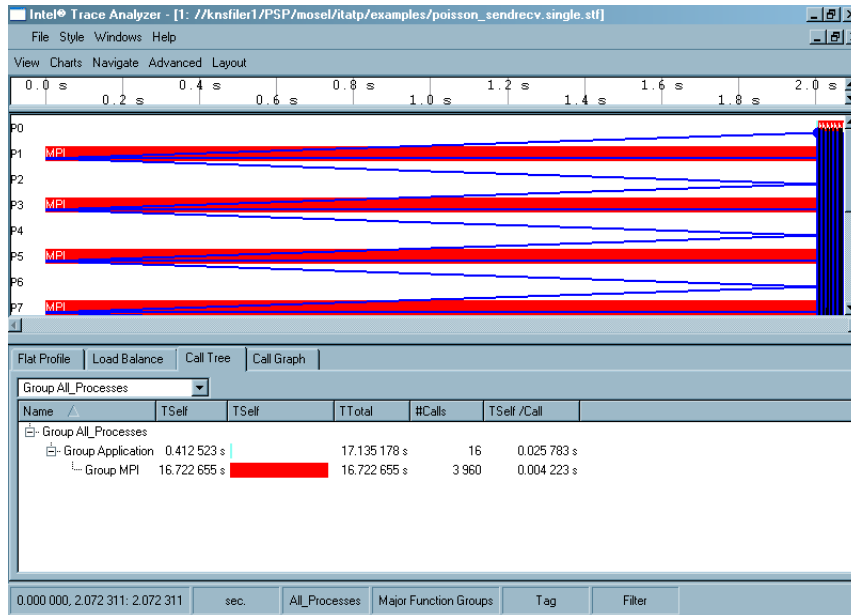 Intel® Trace Analyzer - [1: //knsfiler1/PSP/mosel/itatp/examples/poisson_sendrecv.single.stf]
File Style Windows Help
View Charts Navigate Advanced Layout
0.0 s 0.4 s 0.8 s 1.2 s 1.6 s 2.0 s
0.2 s 0.6 s 1.0 s 1.4 s 1.8 s
P0
P1 MPI
P2
P3 MPI
P4
P5 MPI
P6
P7 MPI
Flat Profile Load Balance Call Tree Call Graph
Group All_Processes
Name TSelf TSelf TTotal #Calls TSelf /Call
Group All_Processes
Group Application 0.412 523 s 17.135 178 s 16 0.025 783 s
Group MPI 16.722 655 s 16.722 655 s 3 960 0.004 223 s
0.000 000, 2.072 311: 2.072 311 sec. All_Processes Major Function Groups Tag Filter